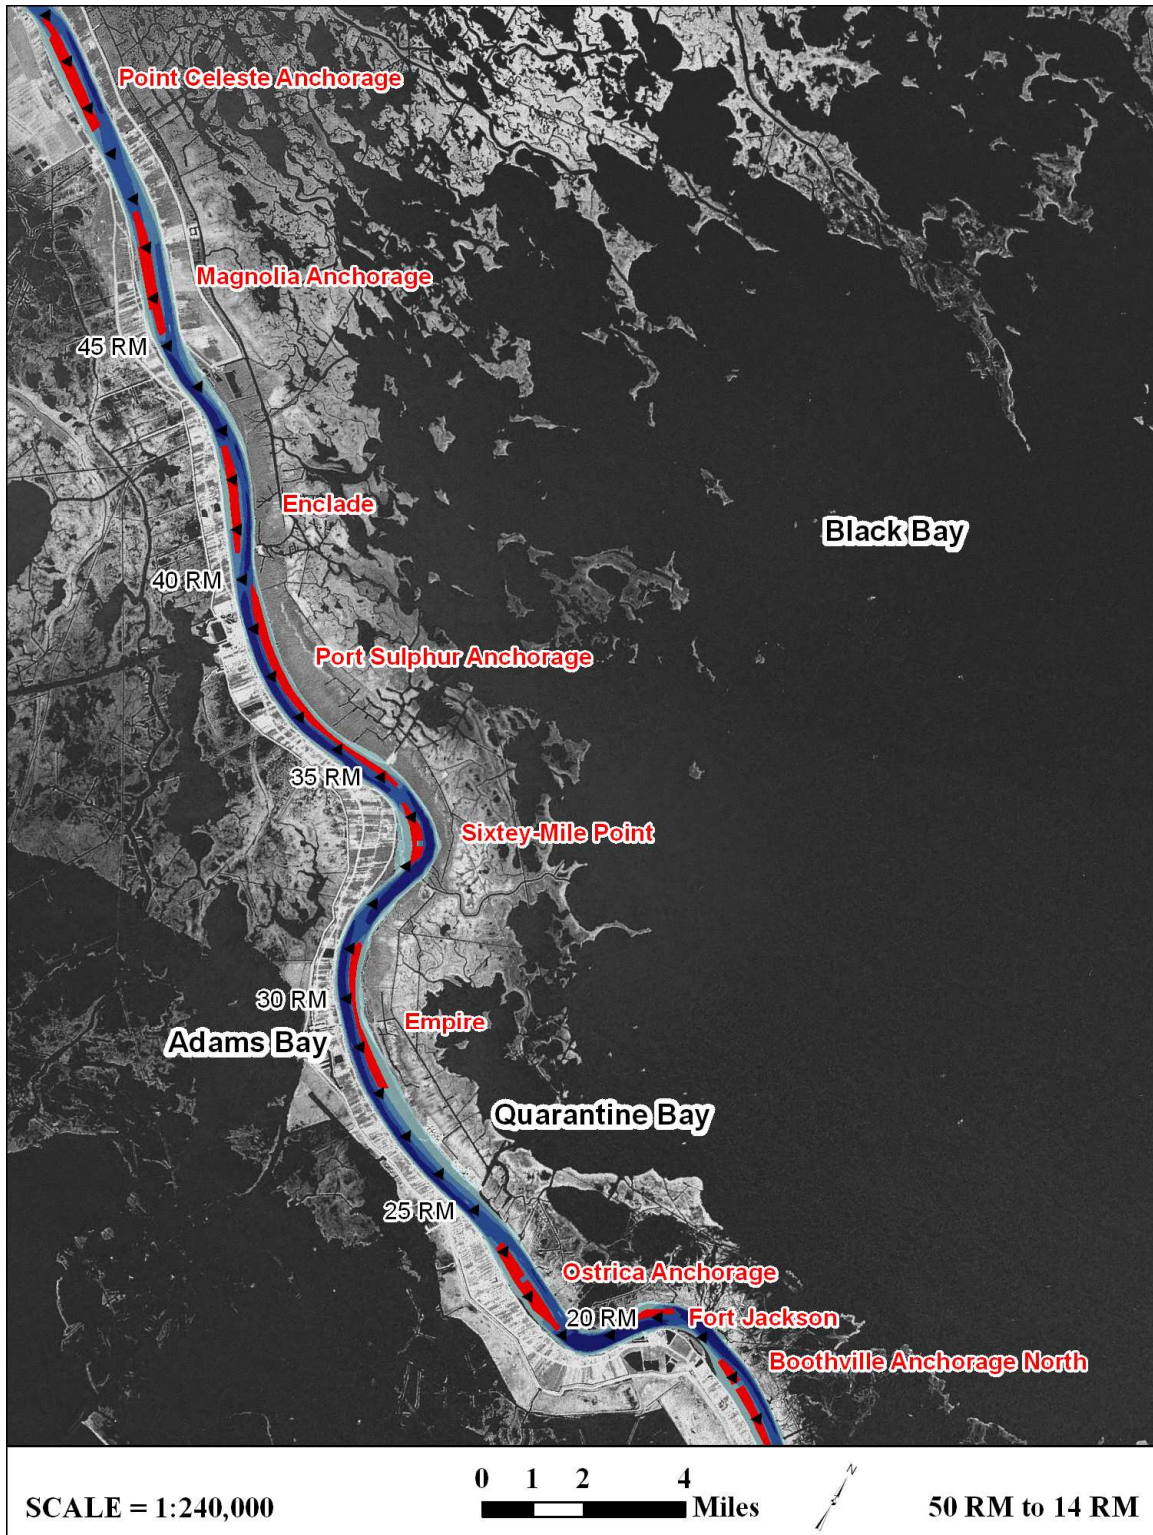 Point Celeste Anchorage
Magnolia Anchorage
45 RM
Enclade
Black Bay
40 RM
Port Sulphur Anchorage
35 RM
Sixtey-Mile Point
30 RM
Empire
Adams Bay
Quarantine Bay
25 RM
Ostrica Anchorage
20 RM
Fort Jackson
Boothville Anchorage North
0 1 2 4
SCALE = 1:240,000
Miles
N
50 RM to 14 RM